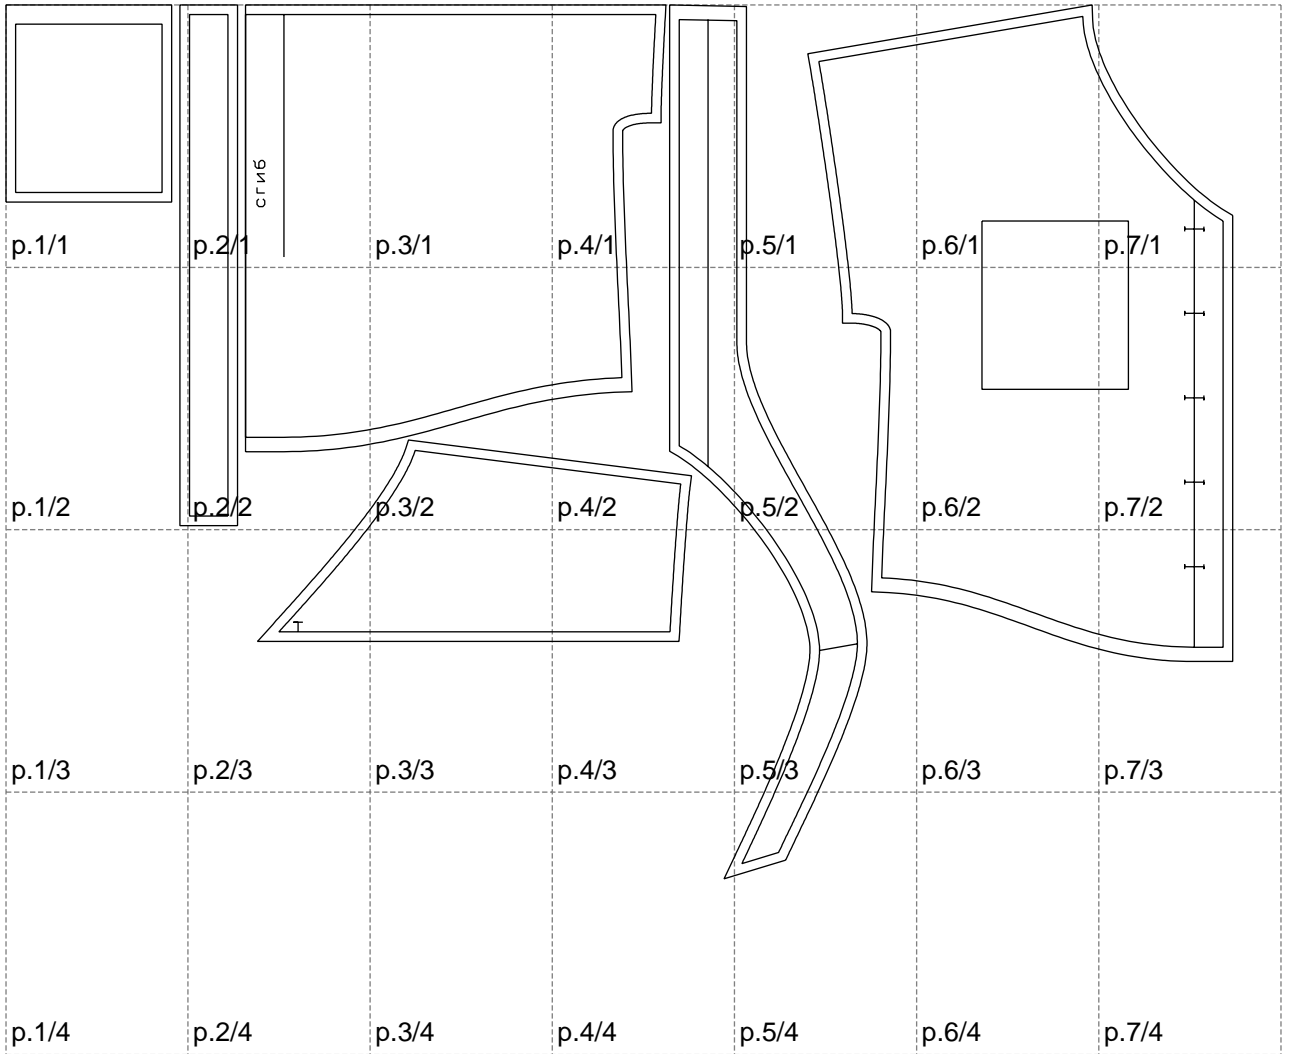 сгиб
p.1/1 p.2/1 p.3/1 p.4/1 p.5/1 p.6/1 p.7/1
p.1/2 p.2/2 p.3/2 p.4/2 p.5/2 p.6/2 p.7/2
p.1/3 p.2/3 p.3/3 p.4/3 p.5/3 p.6/3 p.7/3
p.1/4 p.2/4 p.3/4 p.4/4 p.5/4 p.6/4 p.7/4